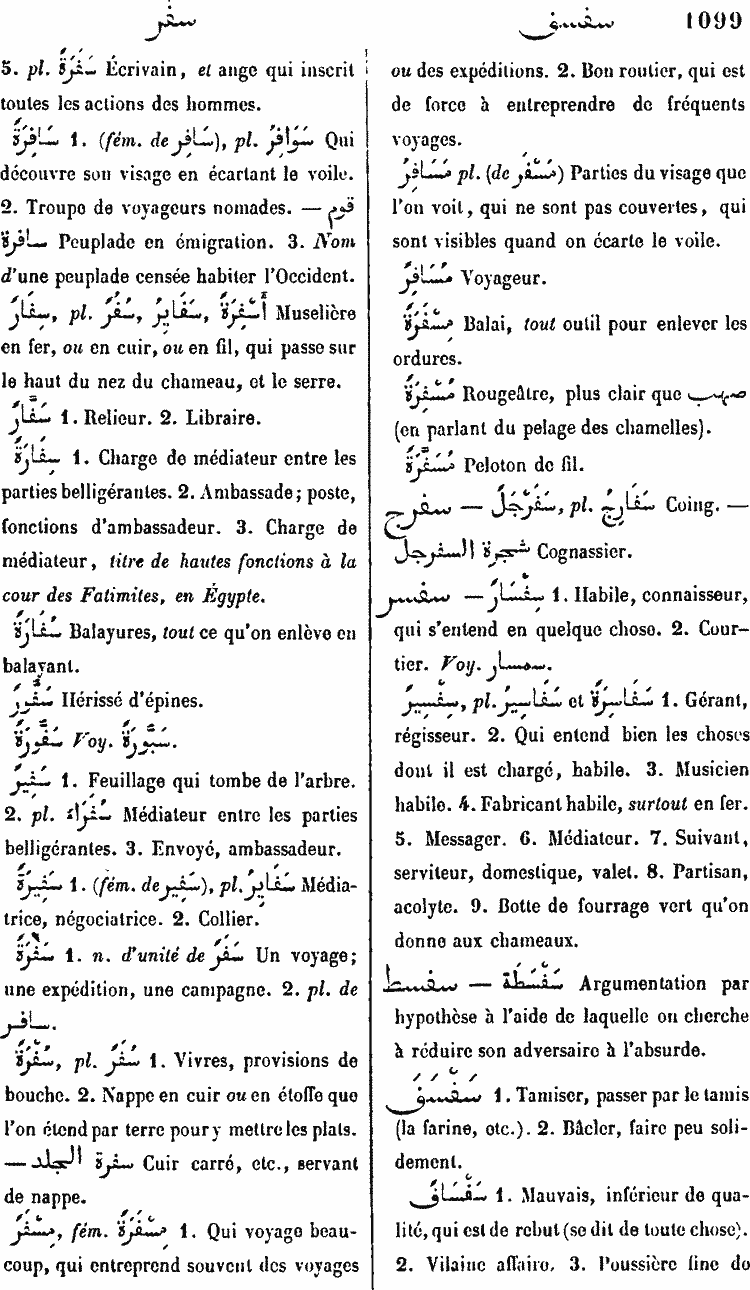 سفر
سفسق
1099
5. pl. سَفَرَةٌ Écrivain, et ange qui inscrit
toutes les actions des hommes.
سَافِرَةٌ 1. (fém. de سَافِرٌ), pl. سَوَافِرُ Qui
découvre son visage en écartant le voile.
2. Troupe de voyageurs nomades. — قوم
سافرة Peuplade en émigration. 3. Nom
d'une peuplade censée habiter l'Occident.
سِفَارٌ, pl. سُفُرٌ, سَفَايِرُ, أَسْفِرَةٌ Muselière
en fer, ou en cuir, ou en fil, qui passe sur
le haut du nez du chameau, et le serre.
سَفَّارٌ 1. Relieur. 2. Libraire.
سِفَارَةٌ 1. Charge de médiateur entre les
parties belligérantes. 2. Ambassade; poste,
fonctions d'ambassadeur. 3. Charge de
médiateur, titre de hautes fonctions à la
cour des Fatimites, en Égypte.
سُفَارَةٌ Balayures, tout ce qu'on enlève en
balayant.
سَفُّورٌ Hérissé d'épines.
سَفُّورَةٌ Voy. سَبُّورَةٌ.
سَفِيرٌ 1. Feuillage qui tombe de l'arbre.
2. pl. سُفَرَاءُ Médiateur entre les parties
belligérantes. 3. Envoyé, ambassadeur.
سَفِيرَةٌ 1. (fém. de سَفِيرٌ), pl. سَفَايِرُ Média-
trice, négociatrice. 2. Collier.
سَفْرَةٌ 1. n. d'unité de سَفَرٌ Un voyage;
une expédition, une campagne. 2. pl. de
سافر.
سُفْرَةٌ, pl. سُفَرٌ 1. Vivres, provisions de
bouche. 2. Nappe en cuir ou en étoffe que
l'on étend par terre pour y mettre les plats.
— سفرة الجلد Cuir carré, etc., servant
de nappe.
مِسْفَرٌ, fém. مِسْفَرَةٌ 1. Qui voyage beau-
coup, qui entreprend souvent des voyages
ou des expéditions. 2. Bon routier, qui est
de force à entreprendre de fréquents
voyages.
مَسَافِرُ pl. (de مَسْفَر) Parties du visage que
l'on voit, qui ne sont pas couvertes, qui
sont visibles quand on écarte le voile.
مُسَافِرٌ Voyageur.
مِسْفَرَةٌ Balai, tout outil pour enlever les
ordures.
مُسْفِرَةٌ Rougeâtre, plus clair que صهب
(en parlant du pelage des chamelles).
مُسَفَّرَةٌ Peloton de fil.
سفرج — سَفَرْجَلٌ, pl. سَفَارِجُ Coing. —
شجرة السفرجل Cognassier.
سفسر — سِفْسَارٌ 1. Habile, connaisseur,
qui s'entend en quelque chose. 2. Cour-
tier. Voy. سمسار.
سِفْسِيرٌ, pl. سَفَاسِيرُ et سَفَاسِرَةٌ 1. Gérant,
régisseur. 2. Qui entend bien les choses
dont il est chargé, habile. 3. Musicien
habile. 4. Fabricant habile, surtout en fer.
5. Messager. 6. Médiateur. 7. Suivant,
serviteur, domestique, valet. 8. Partisan,
acolyte. 9. Botte de fourrage vert qu'on
donne aux chameaux.
سفسط — سَفْسَطَةٌ Argumentation par
hypothèse à l'aide de laquelle on cherche
à réduire son adversaire à l'absurde.
سَفْسَفَ 1. Tamiser, passer par le tamis
(la farine, etc.). 2. Bâcler, faire peu soli-
dement.
سَفْسَافٌ 1. Mauvais, inférieur de qua-
lité, qui est de rebut (se dit de toute chose).
2. Vilaine affaire. 3. Poussière fine do